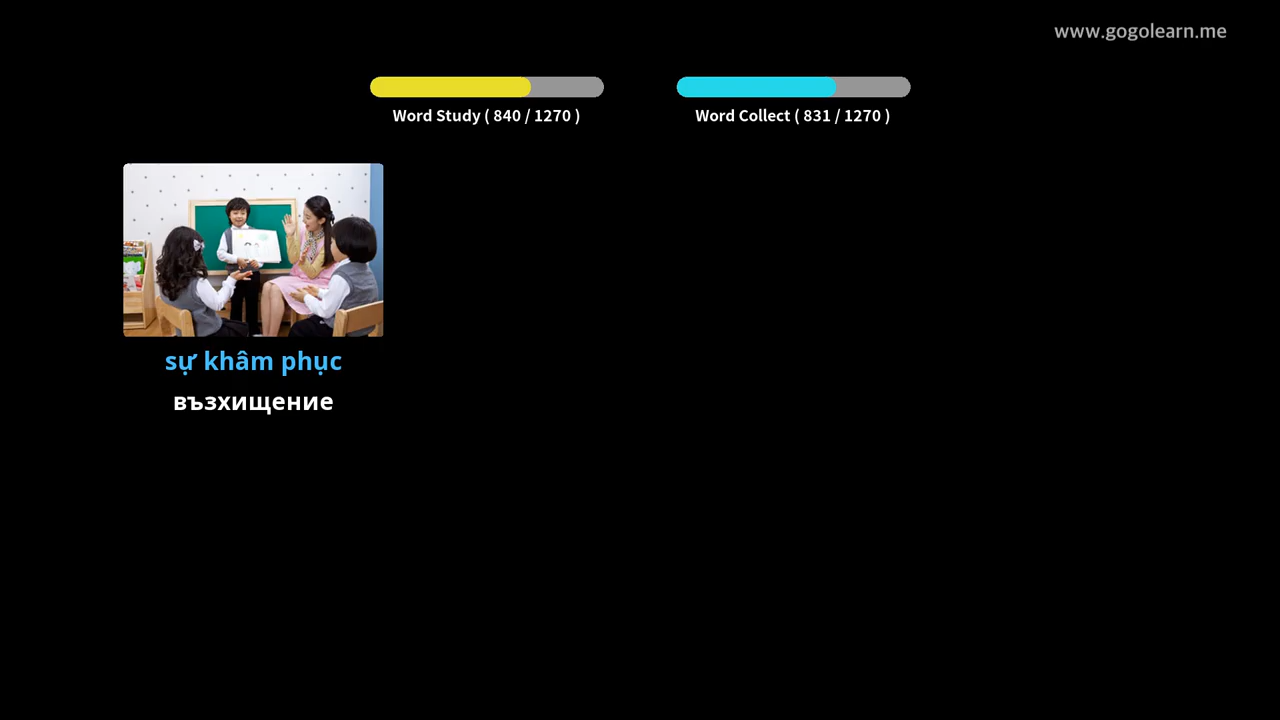 www.gogolearn.me
Word Study ( 840 / 1270 )
Word Collect ( 831 / 1270 )
sự khâm phục
възхищение